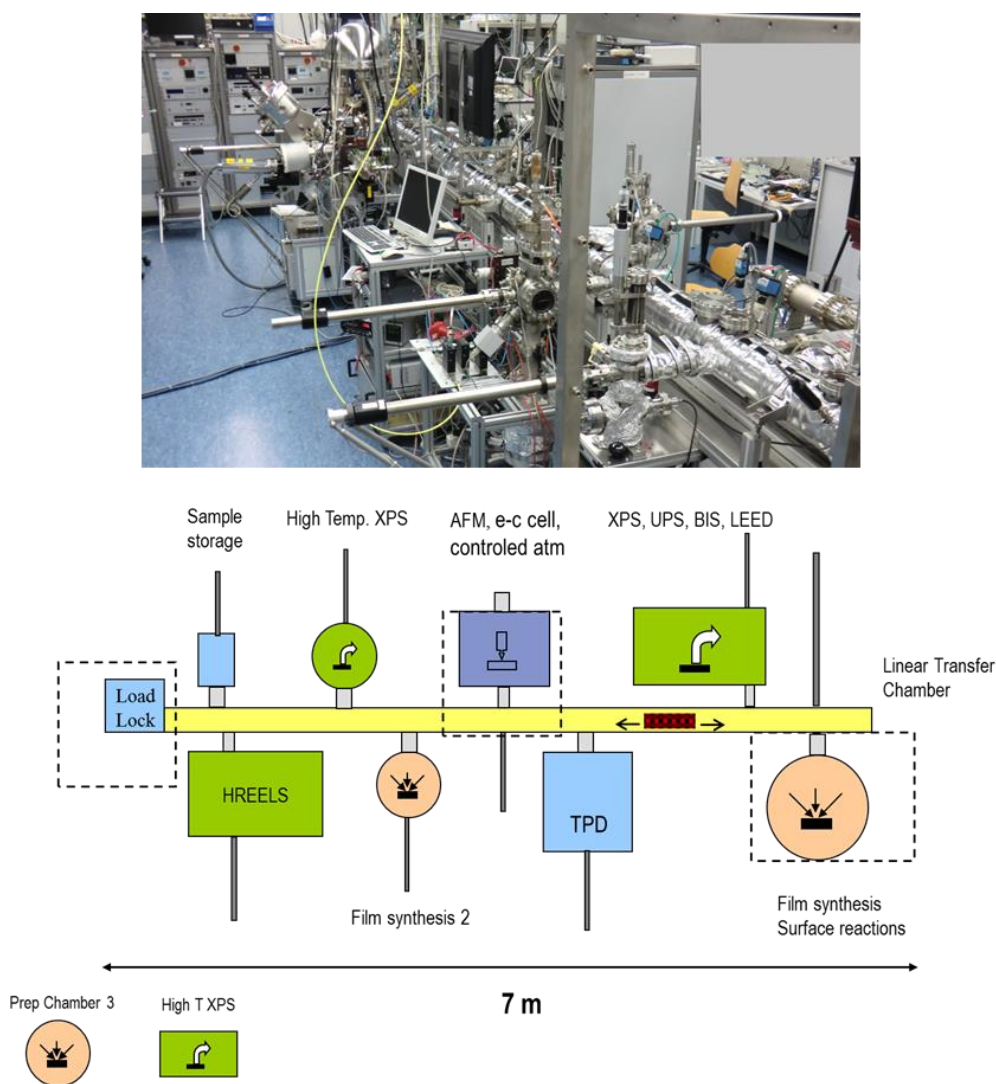 Sample
storage
High Temp. XPS
AFM, e-c cell,
controled atm
XPS, UPS, BIS, LEED
Linear Transfer
Chamber
Load
Lock
HREELS
TPD
Film synthesis 2
Film synthesis
Surface reactions
7 m
Prep Chamber 3
High T XPS